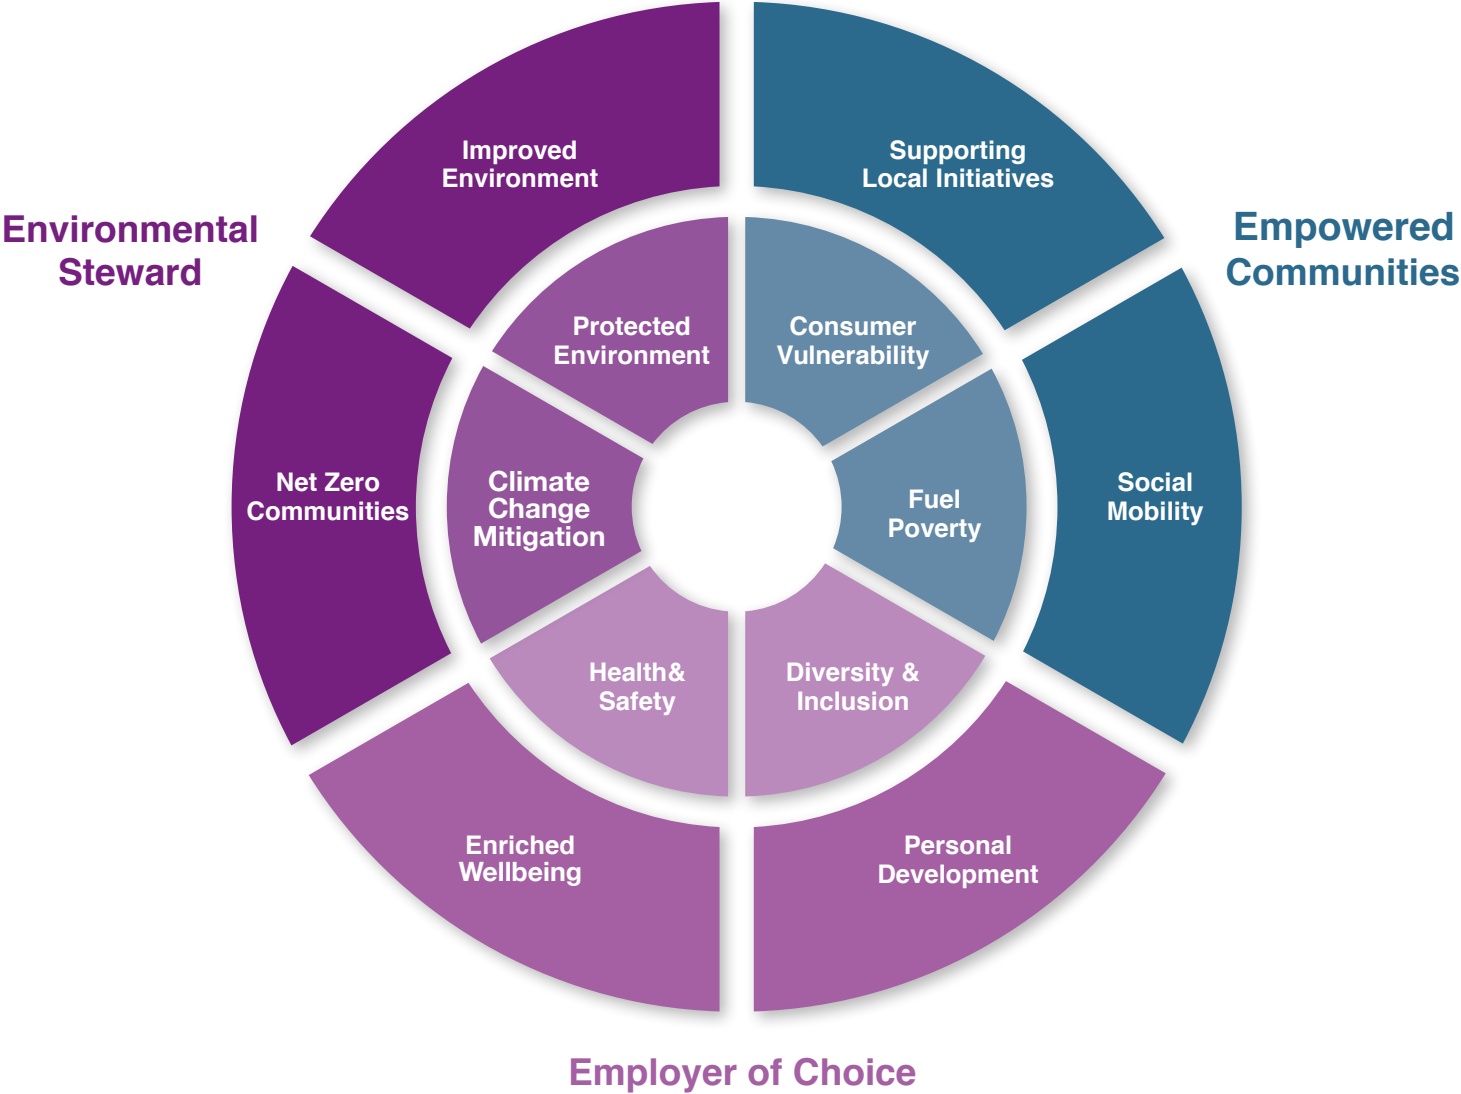 Improved
Environment
Supporting
Local Initiatives
Environmental
Steward
Empowered
Communities
Protected
Environment
Consumer
Vulnerability
Net Zero
Communities
Climate
Change
Mitigation
Fuel
Poverty
Social
Mobility
Health&
Safety
Diversity &
Inclusion
Enriched
Wellbeing
Personal
Development
Employer of Choice